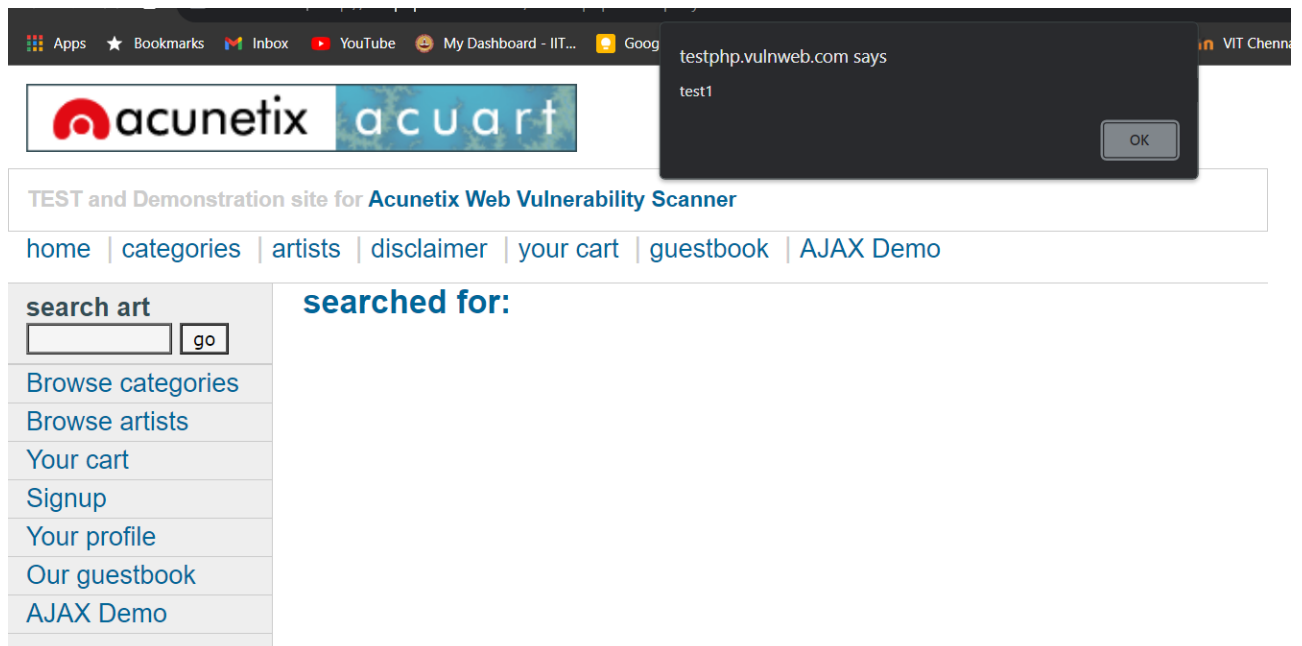 Apps Bookmarks Inbox YouTube My Dashboard - IIT... Goog
VIT Chenna
testphp.vulnweb.com says
test1
OK
acunetix acuart
TEST and Demonstration site for Acunetix Web Vulnerability Scanner
home | categories | artists | disclaimer | your cart | guestbook | AJAX Demo
search art
go
searched for:
Browse categories
Browse artists
Your cart
Signup
Your profile
Our guestbook
AJAX Demo